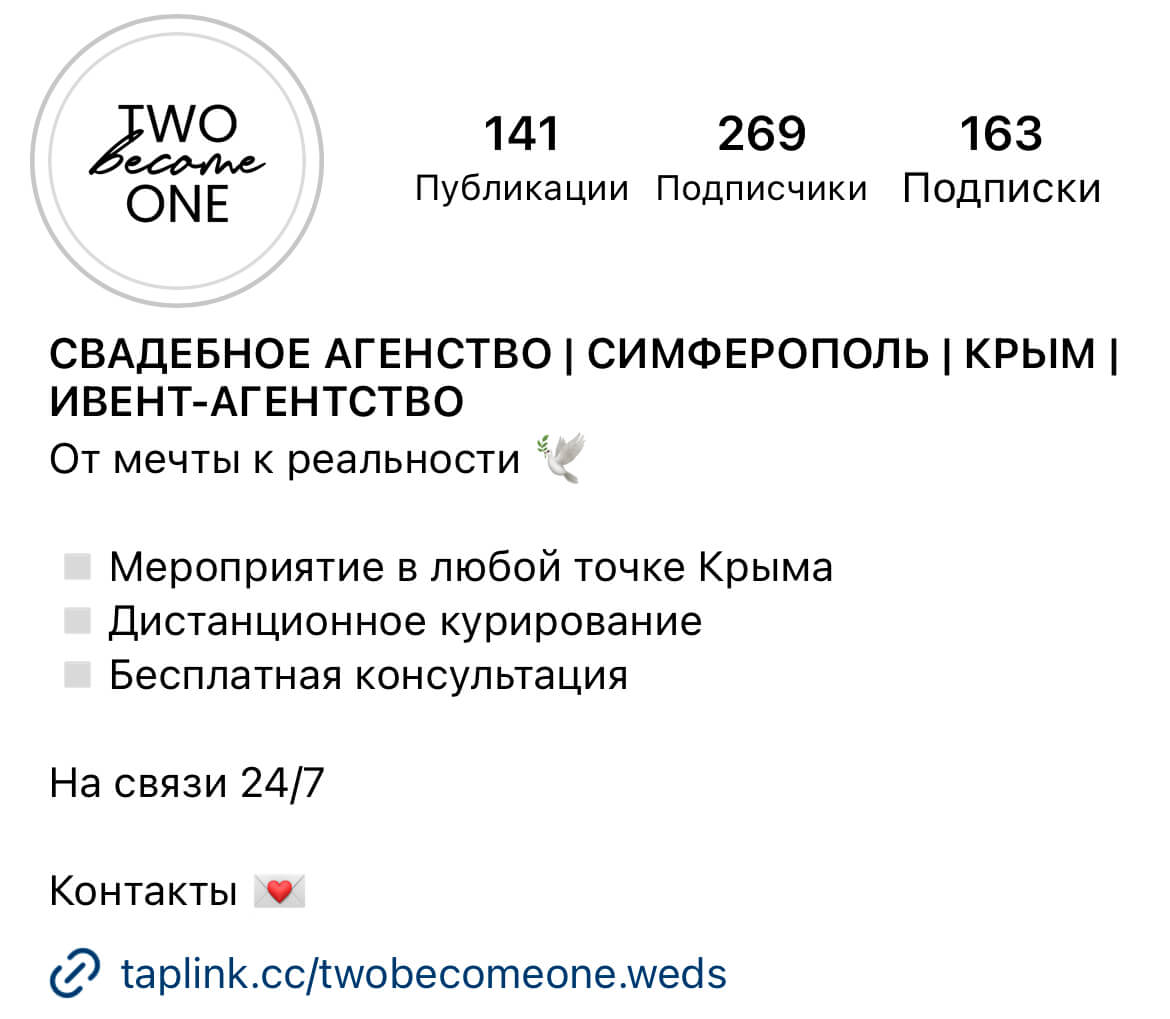 TWO
become
ONE
141 269 163
Публикации Подписчики Подписки
СВАДЕБНОЕ АГЕНСТВО | СИМФЕРОПОЛЬ | КРЫМ |
ИВЕНТ-АГЕНТСТВО
От мечты к реальности 🕊️
◽ Мероприятие в любой точке Крыма
◽ Дистанционное курирование
◽ Бесплатная консультация
На связи 24/7
Контакты 💌
taplink.cc/twobecomeone.weds